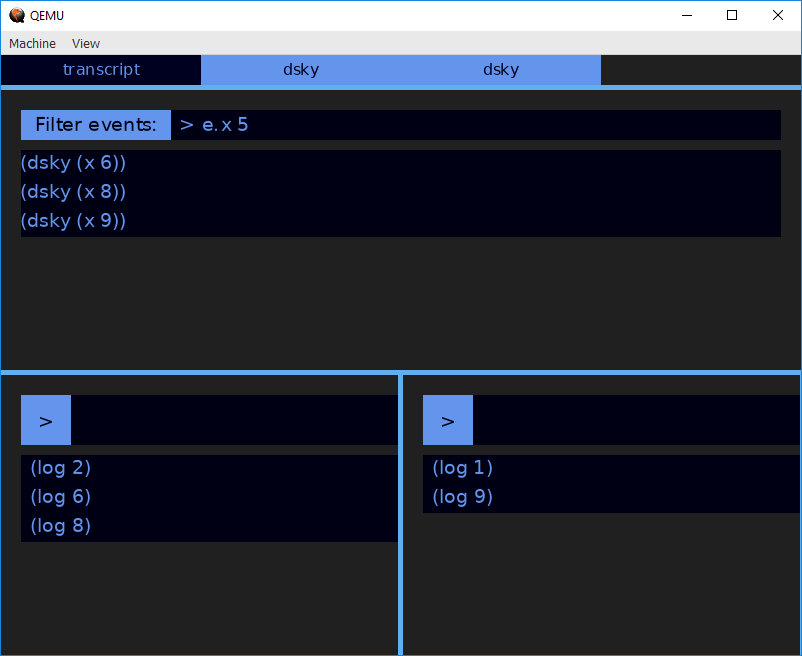 QEMU
Machine View
transcript dsky dsky
Filter events: > e.x 5
(dsky (x 6))
(dsky (x 8))
(dsky (x 9))
>
(log 2)
(log 6)
(log 8)
>
(log 1)
(log 9)